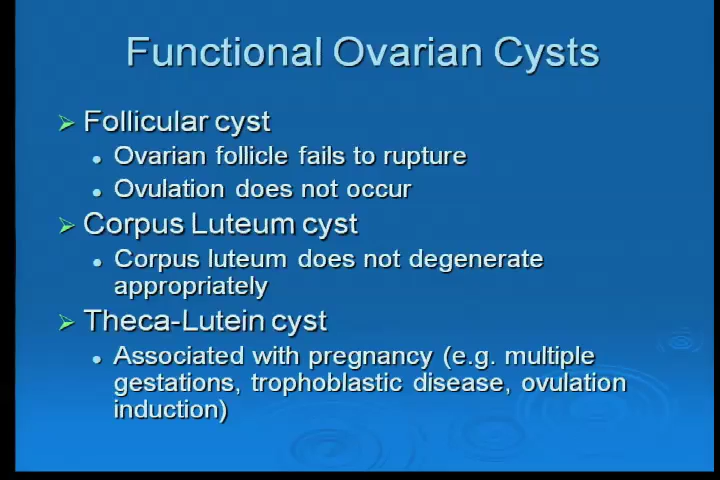 Functional Ovarian Cysts
Follicular cyst
Ovarian follicle fails to rupture
Ovulation does not occur
Corpus Luteum cyst
Corpus luteum does not degenerate
appropriately
Theca-Lutein cyst
Associated with pregnancy (e.g. multiple
gestations, trophoblastic disease, ovulation
induction)